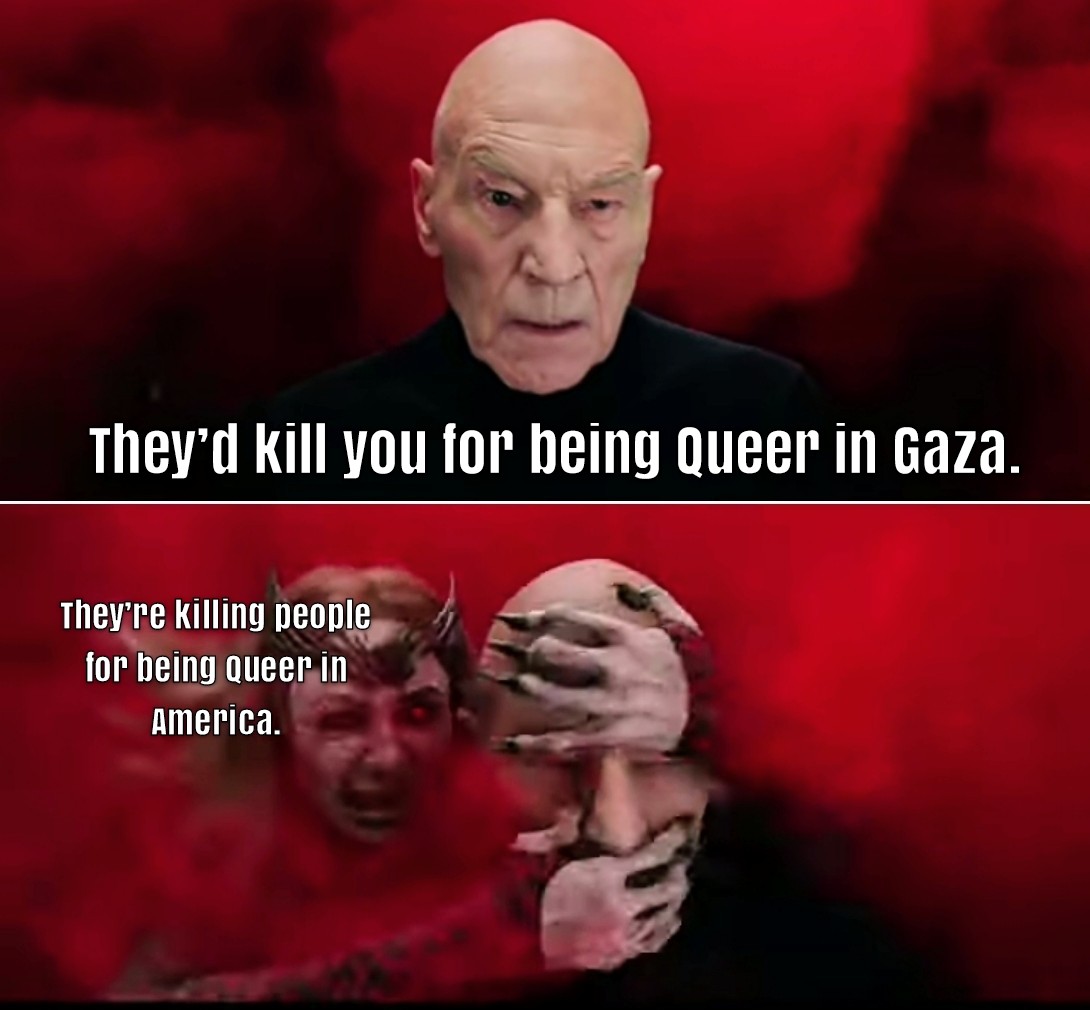 They’d kill you for being Queer in Gaza.
They’re killing people
for being Queer in
America.